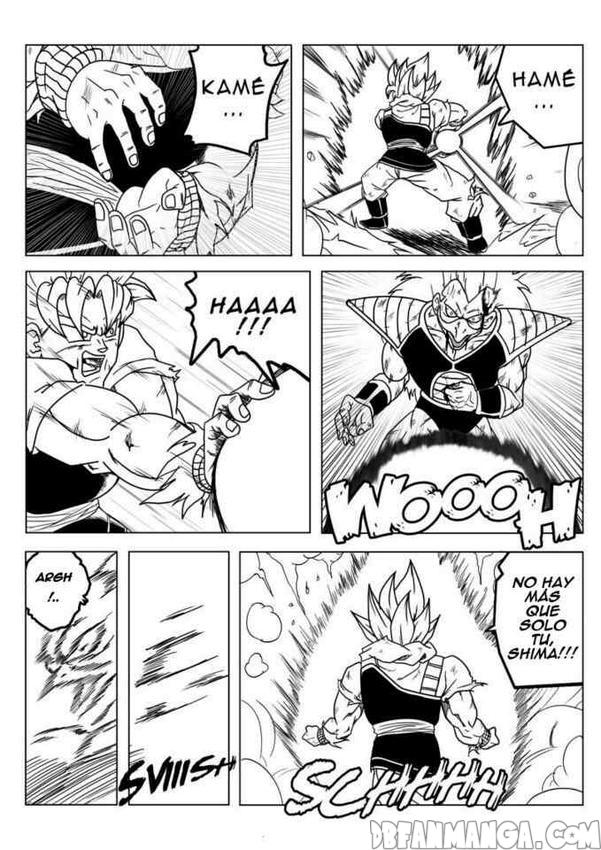 KAMÉ
...
HAMÉ
...
HAAAA
!!!
WOOOH
ARGH
!..
SVIIISH
NO HAY
MÁS
QUE
SOLO
TU,
SHIMA!!!
SCHHHH
DBFANMANGA.COM